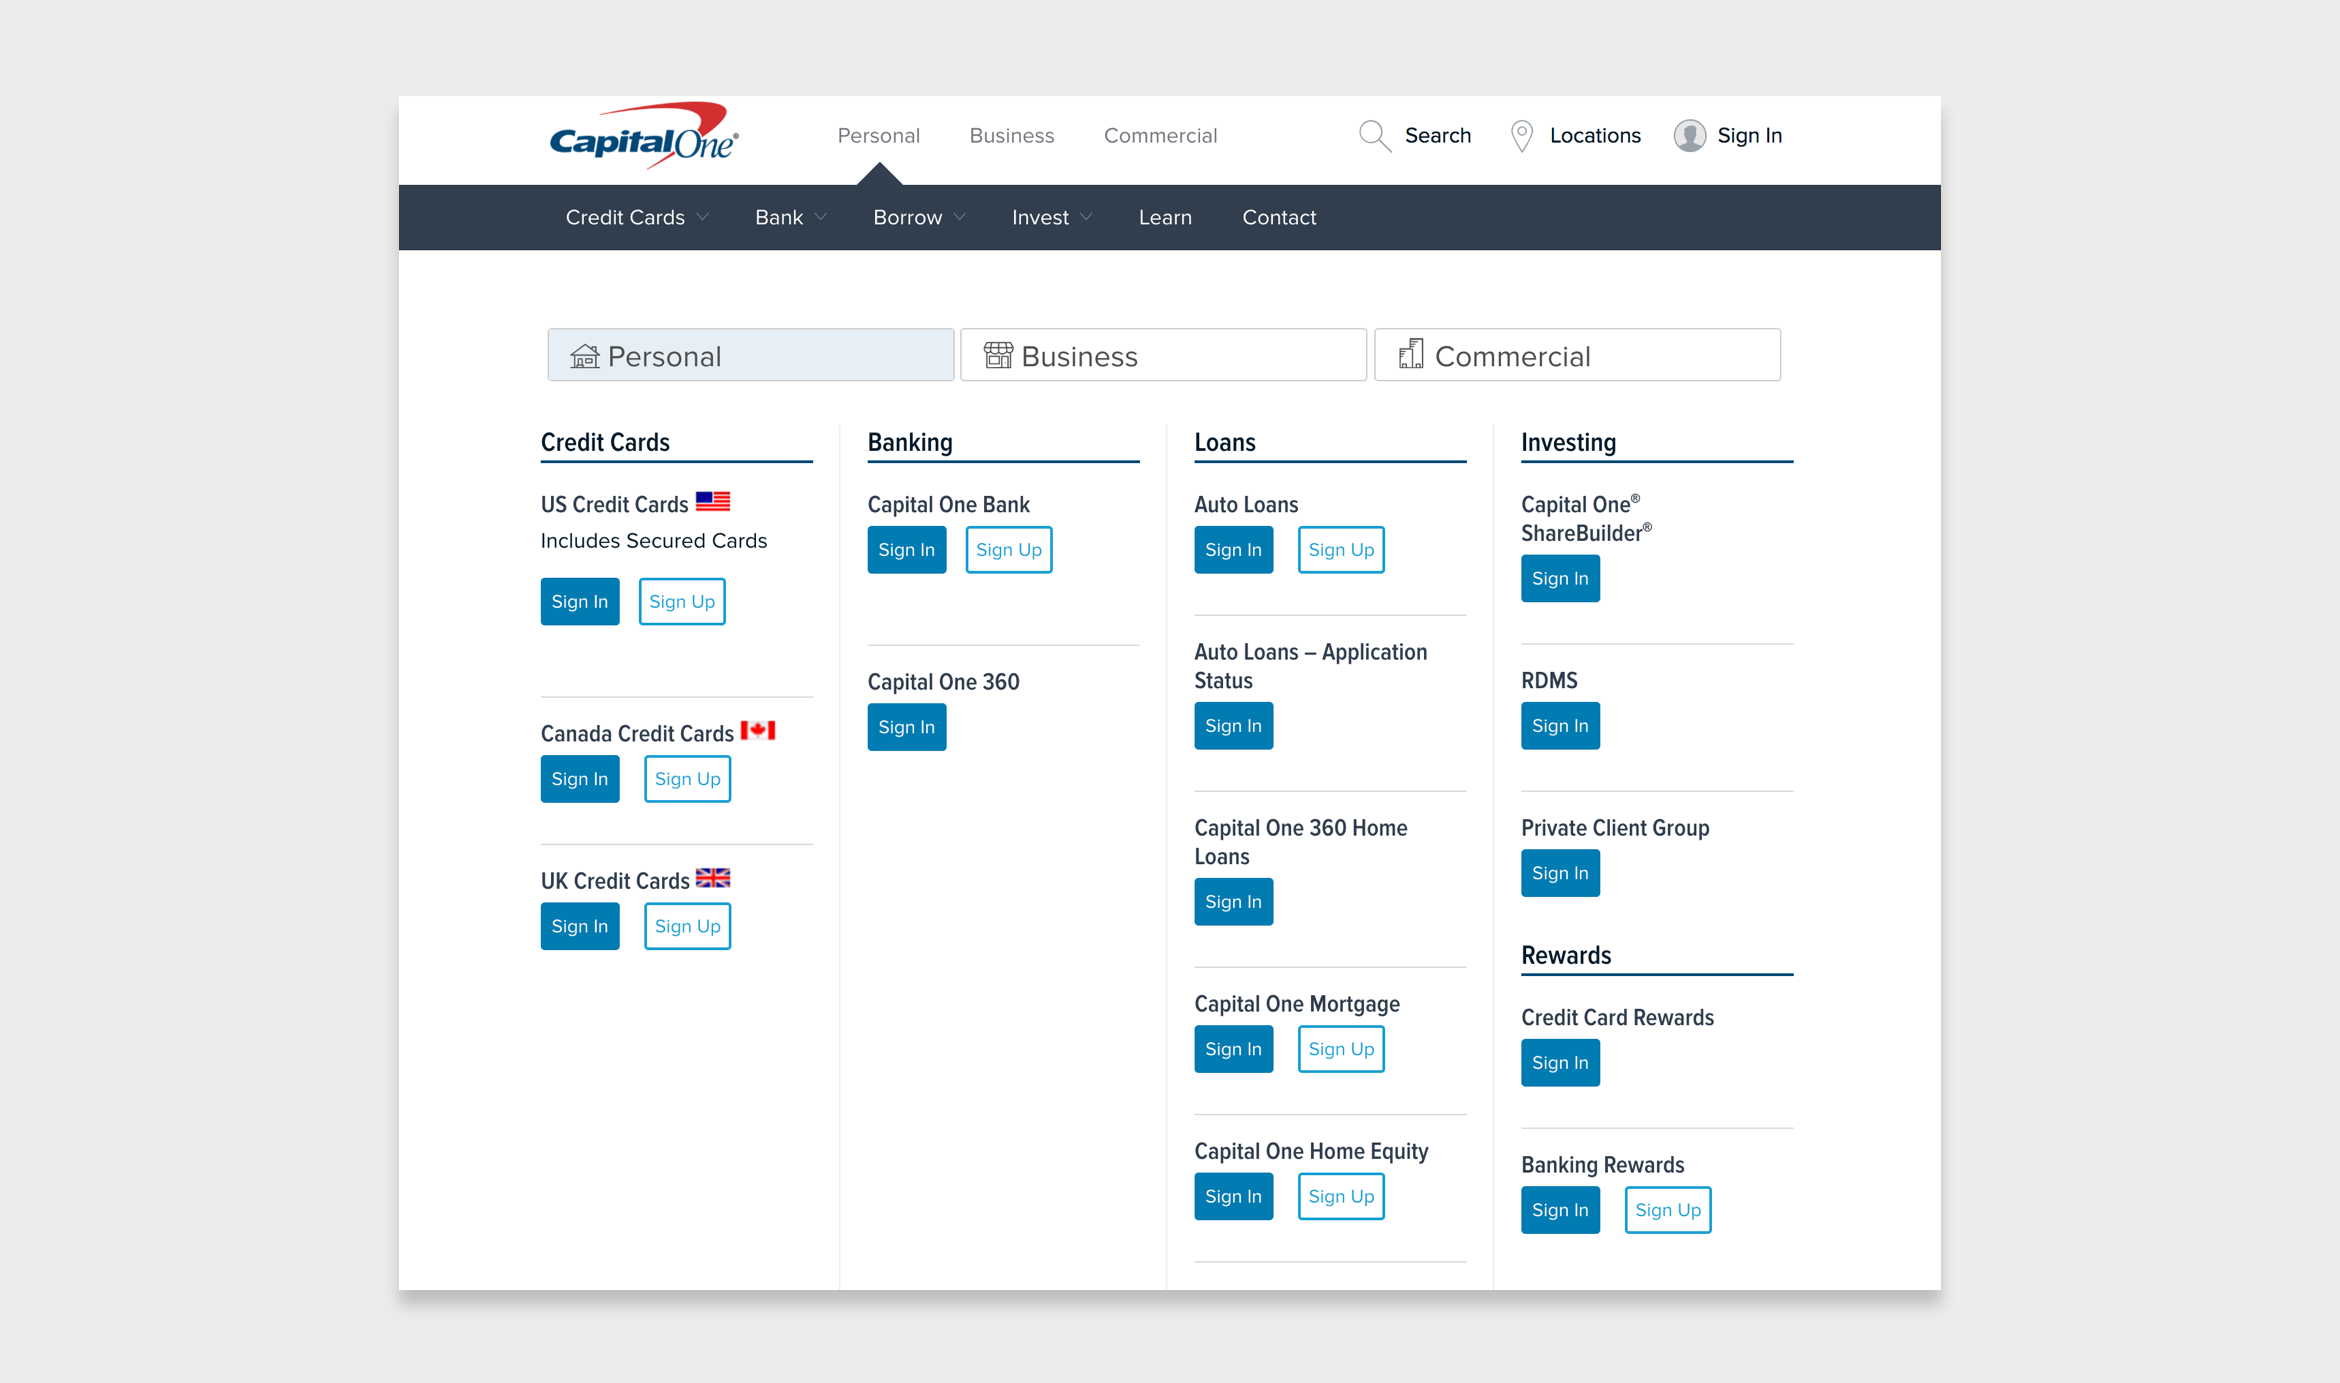 CapitalOne®
Personal Business Commercial
Search Locations Sign In
Credit Cards Bank Borrow Invest Learn Contact
Personal
Business
Commercial
Credit Cards
US Credit Cards
Includes Secured Cards
Sign In Sign Up
Canada Credit Cards
Sign In Sign Up
UK Credit Cards
Sign In Sign Up
Banking
Capital One Bank
Sign In Sign Up
Capital One 360
Sign In
Loans
Auto Loans
Sign In Sign Up
Auto Loans – Application
Status
Sign In
Capital One 360 Home
Loans
Sign In
Capital One Mortgage
Sign In Sign Up
Capital One Home Equity
Sign In Sign Up
Investing
Capital One®
ShareBuilder®
Sign In
RDMS
Sign In
Private Client Group
Sign In
Rewards
Credit Card Rewards
Sign In
Banking Rewards
Sign In Sign Up